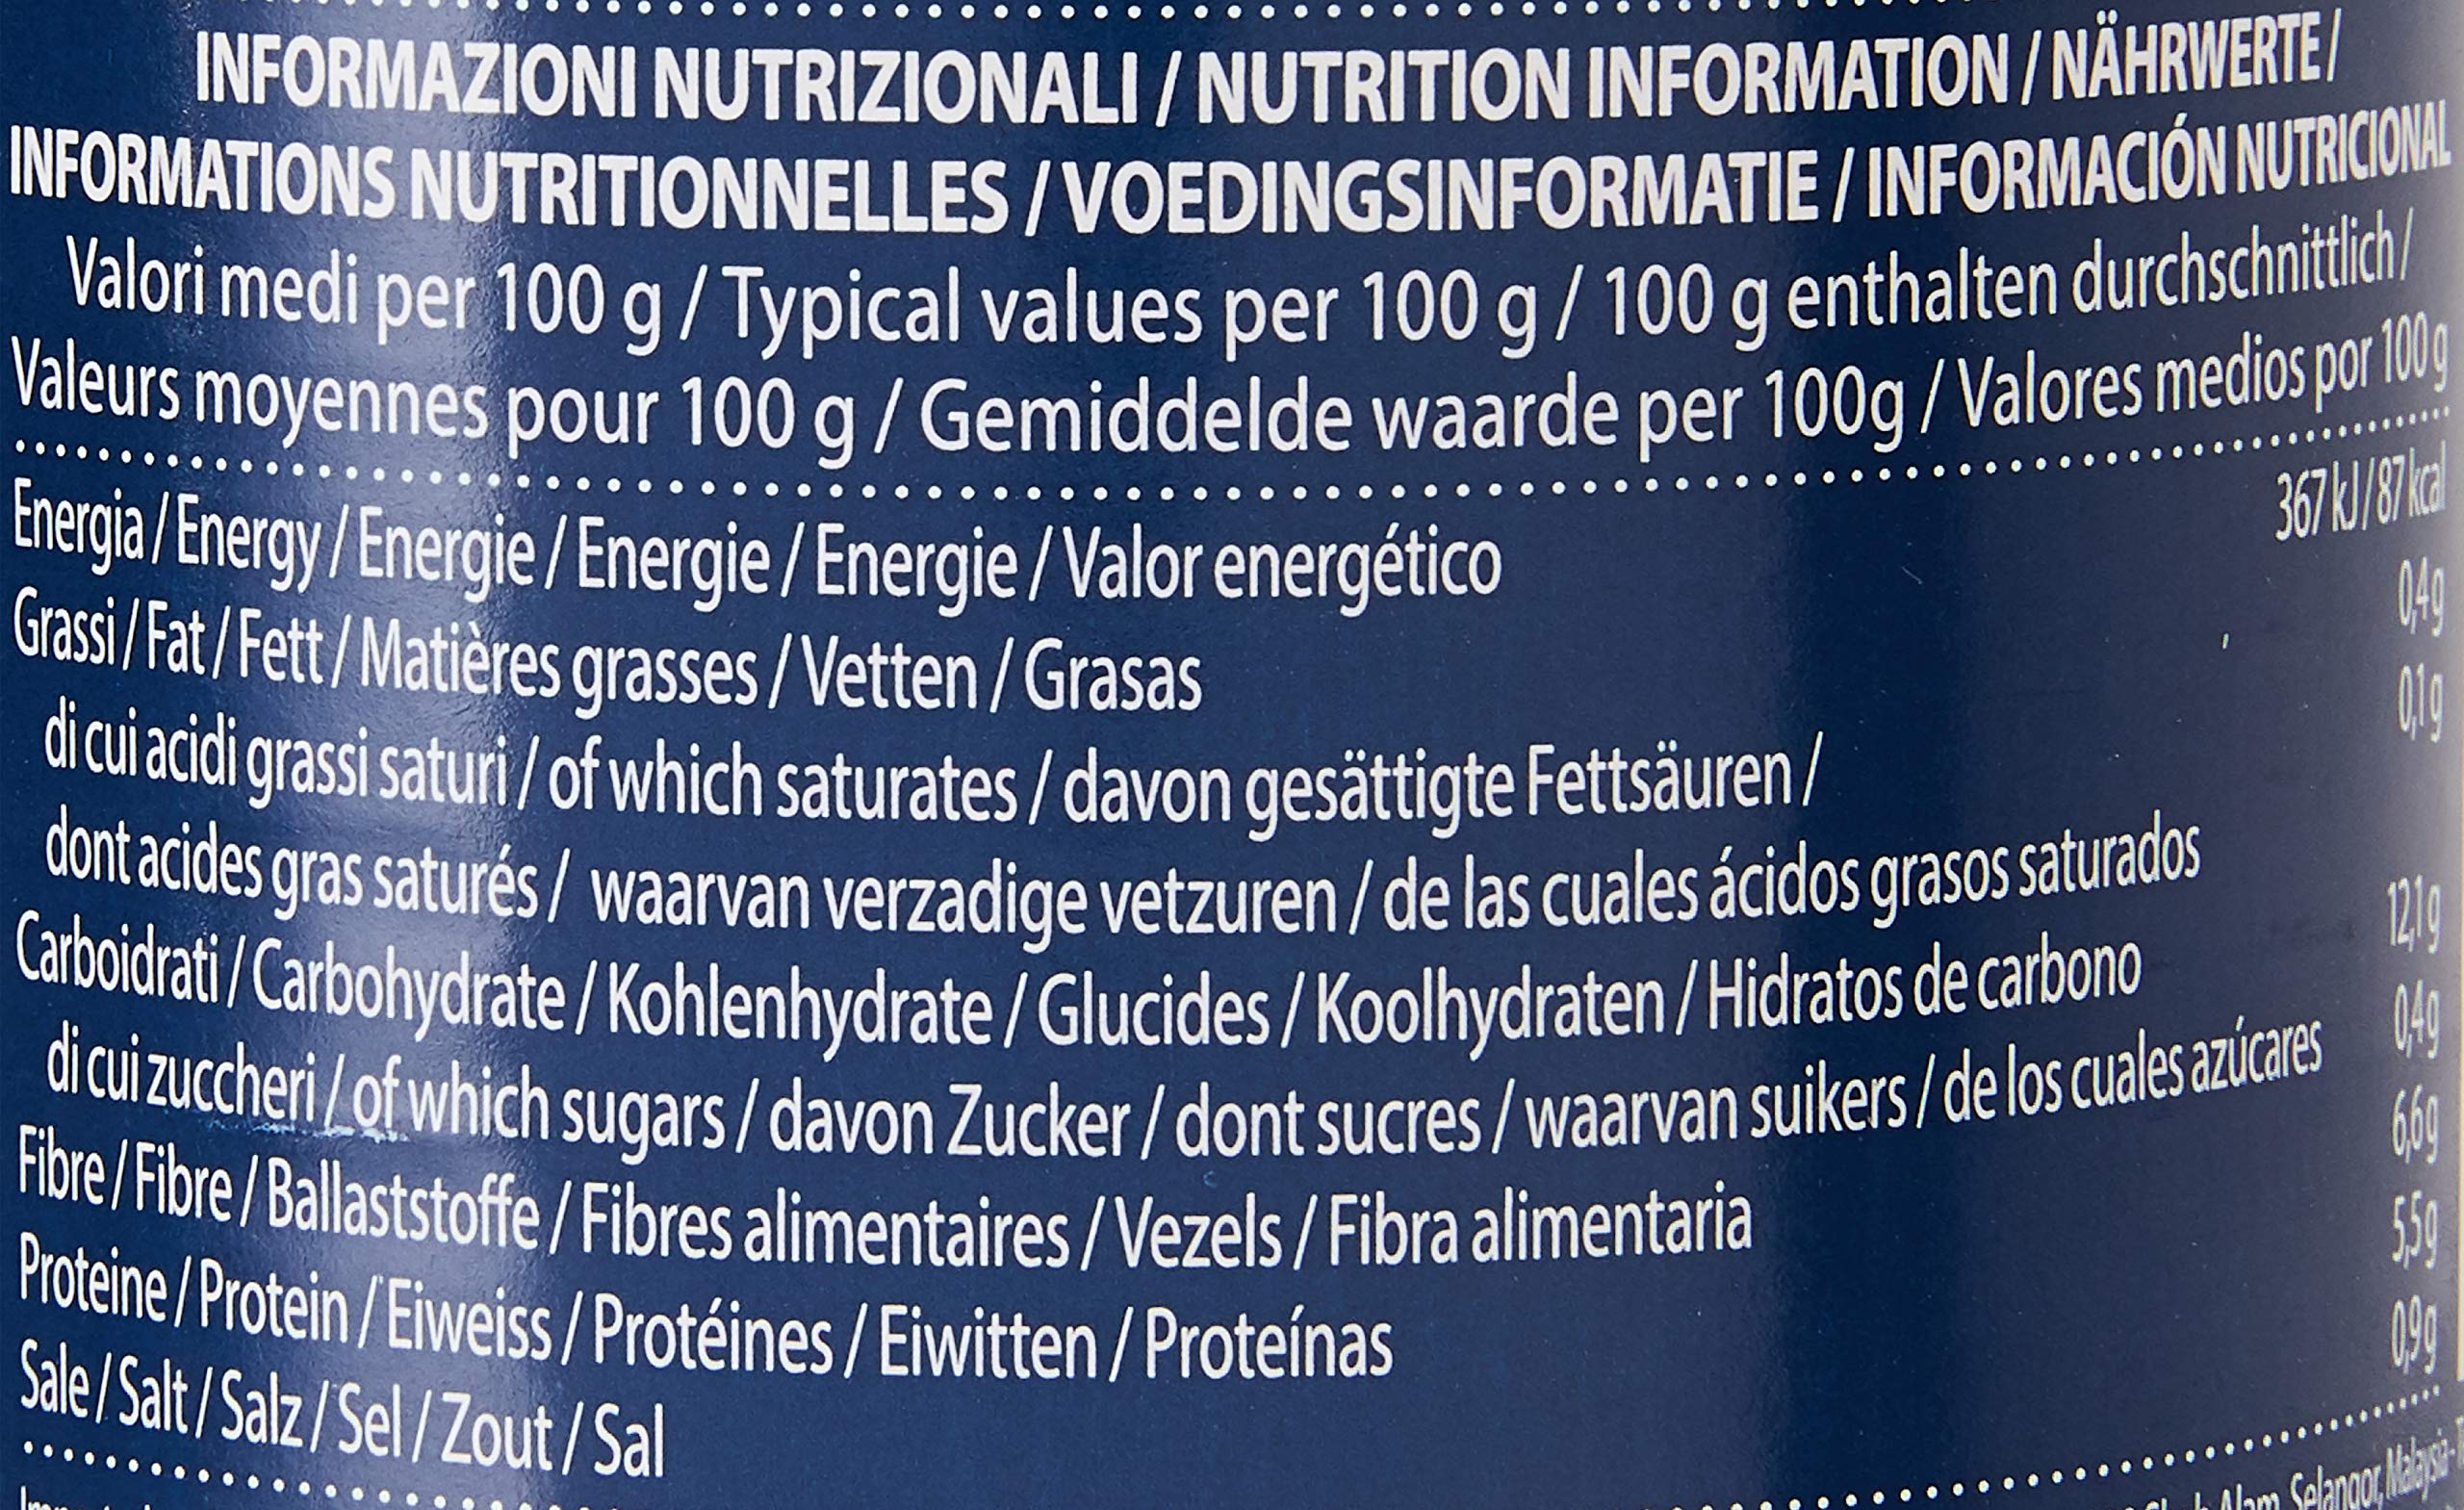 INFORMAZIONI NUTRIZIONALI / NUTRITION INFORMATION / NÄHRWERTE /
INFORMATIONS NUTRITIONNELLES / VOEDINGSINFORMATIE / INFORMACIÓN NUTRICIONAL
Valori medi per 100 g / Typical values per 100 g / 100 g enthalten durchschnittlich /
Valeurs moyennes pour 100 g / Gemiddelde waarde per 100g / Valores medios por 100 g
Energia / Energy / Energie / Energie / Energie / Valor energético 367 kJ / 87 kcal
Grassi / Fat / Fett / Matières grasses / Vetten / Grasas 0,4g
di cui acidi grassi saturi / of which saturates / davon gesättigte Fettsäuren / 0,1g
dont acides gras saturés / waarvan verzadige vetzuren / de las cuales ácidos grasos saturados
Carboidrati / Carbohydrate / Kohlenhydrate / Glucides / Koolhydraten / Hidratos de carbono 12,1g
di cui zuccheri / of which sugars / davon Zucker / dont sucres / waarvan suikers / de los cuales azúcares 0,4g
Fibre / Fibre / Ballaststoffe / Fibres alimentaires / Vezels / Fibra alimentaria 6,6g
Proteine / Protein / Eiweiss / Protéines / Eiwitten / Proteínas 5,5g
Sale / Salt / Salz / Sel / Zout / Sal 0,9g
Alam, Selangor, Malaysia -